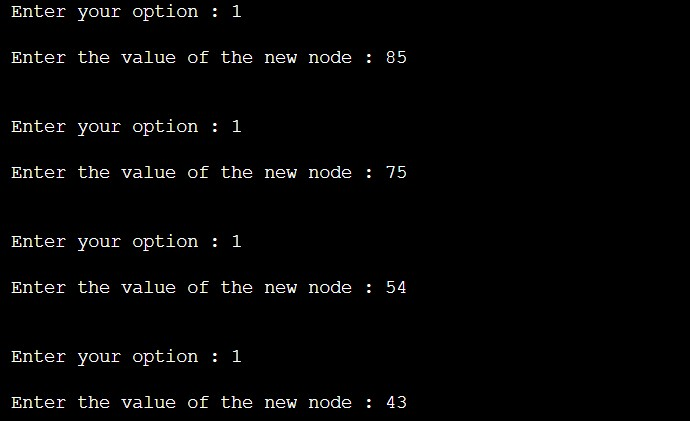 Enter your option : 1
Enter the value of the new node : 85
Enter your option : 1
Enter the value of the new node : 75
Enter your option : 1
Enter the value of the new node : 54
Enter your option : 1
Enter the value of the new node : 43